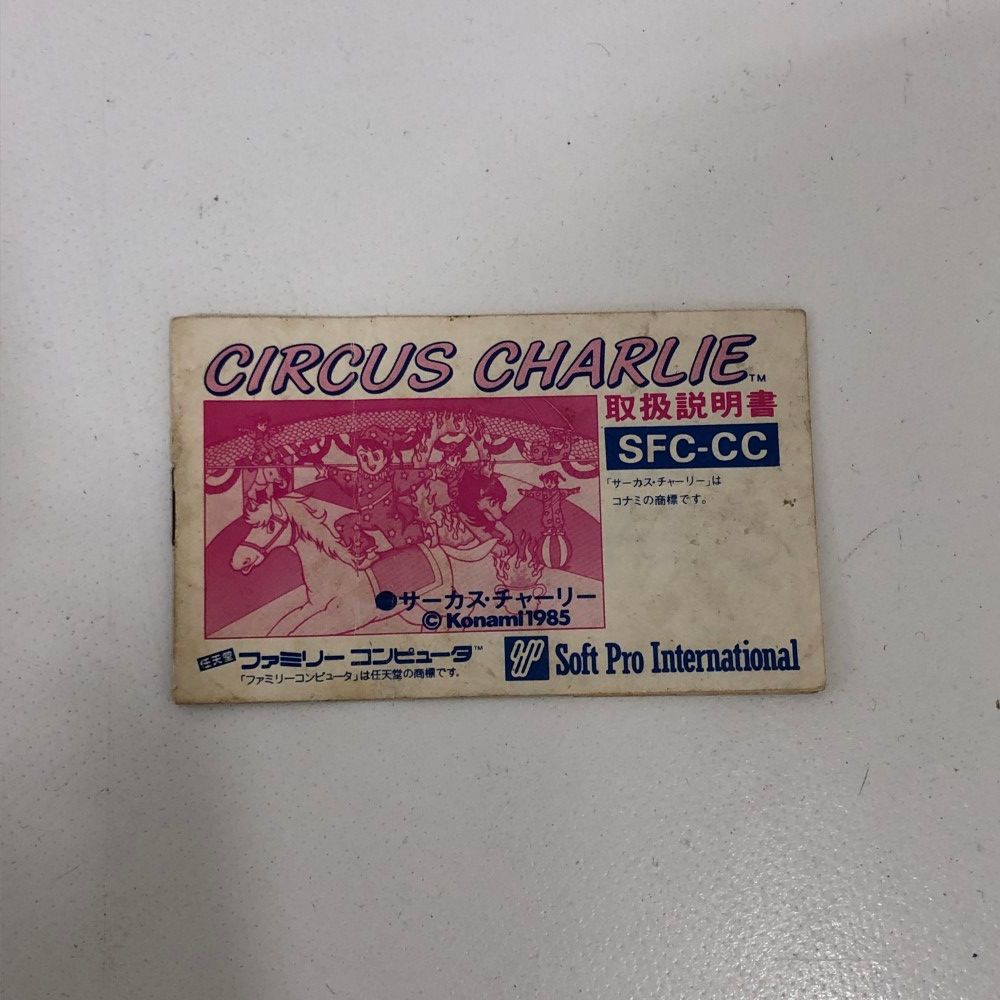 CIRCUS CHARLIE™
取扱説明書
SFC-CC
「サーカス・チャーリー」は
コナミの商標です。
●サーカス・チャーリー
© Konami 1985
任天堂 ファミリーコンピュータ™
「ファミリーコンピュータ」は任天堂の商標です。
Soft Pro International